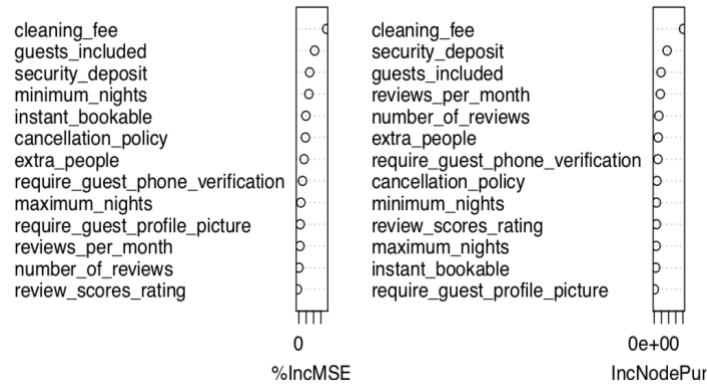 cleaning_fee
guests_included
security_deposit
minimum_nights
instant_bookable
cancellation_policy
extra_people
require_guest_phone_verification
maximum_nights
require_guest_profile_picture
reviews_per_month
number_of_reviews
review_scores_rating
0
%IncMSE
cleaning_fee
security_deposit
guests_included
reviews_per_month
number_of_reviews
extra_people
require_guest_phone_verification
cancellation_policy
minimum_nights
review_scores_rating
maximum_nights
instant_bookable
require_guest_profile_picture
0e+00
IncNodePur